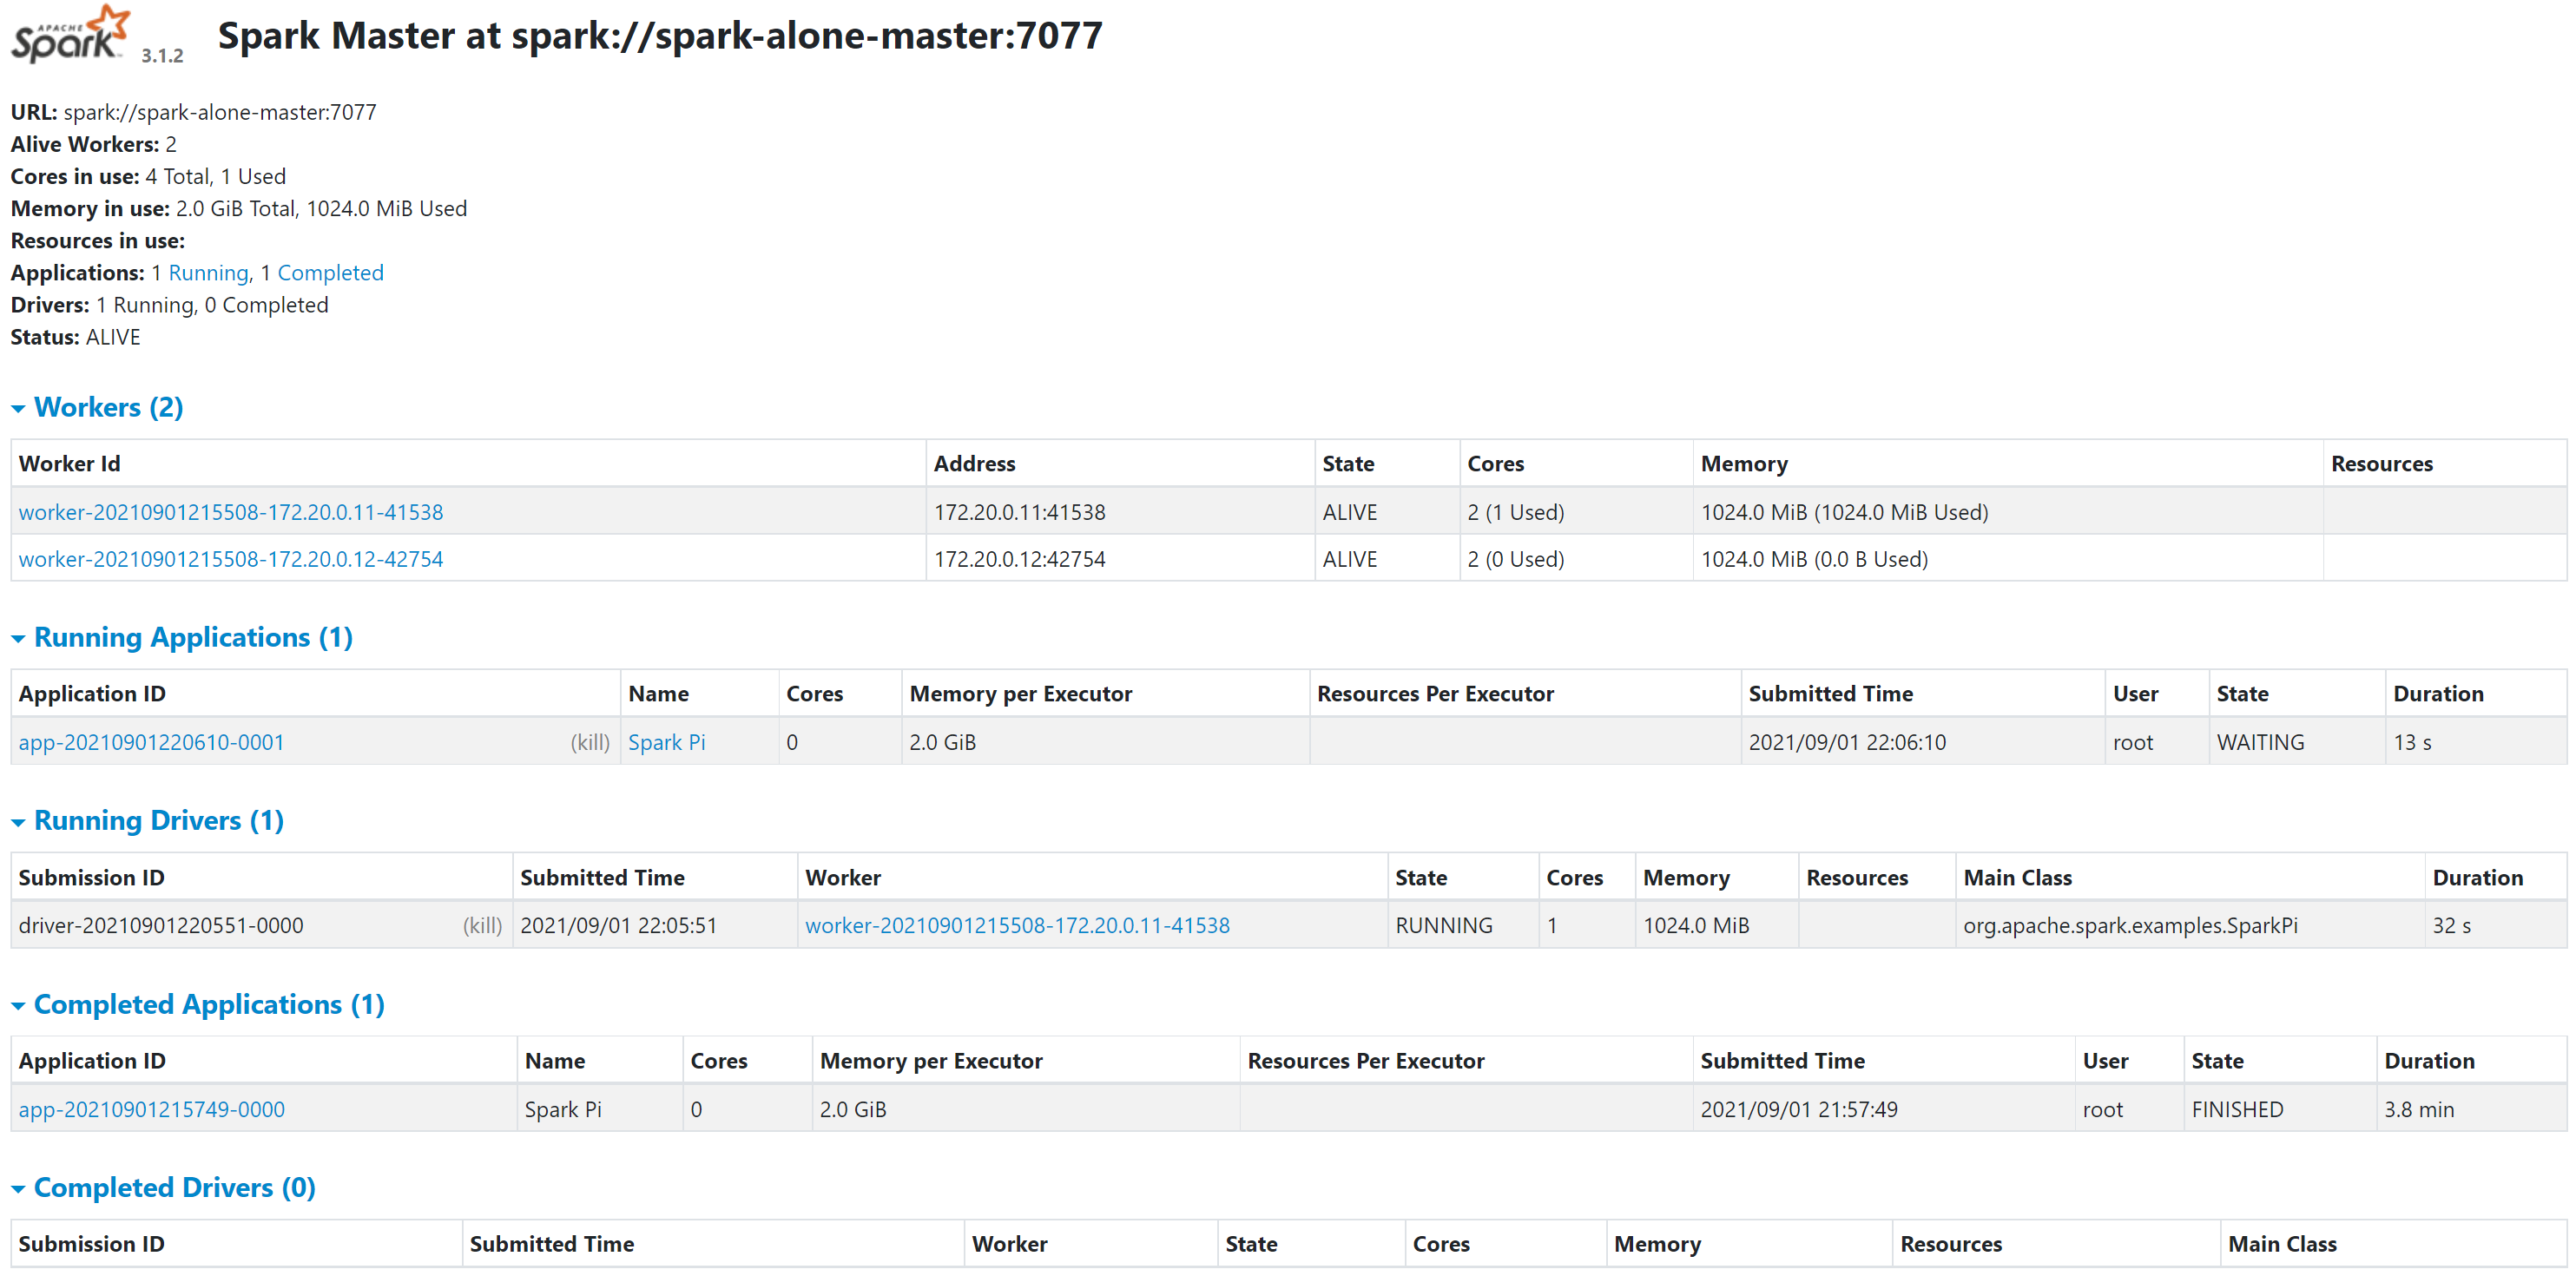 APACHE
Spark™ 3.1.2 Spark Master at spark://spark-alone-master:7077
URL: spark://spark-alone-master:7077
Alive Workers: 2
Cores in use: 4 Total, 1 Used
Memory in use: 2.0 GiB Total, 1024.0 MiB Used
Resources in use:
Applications: 1 Running, 1 Completed
Drivers: 1 Running, 0 Completed
Status: ALIVE
Workers (2)
Worker Id Address State Cores Memory Resources
worker-20210901215508-172.20.0.11-41538 172.20.0.11:41538 ALIVE 2 (1 Used) 1024.0 MiB (1024.0 MiB Used)
worker-20210901215508-172.20.0.12-42754 172.20.0.12:42754 ALIVE 2 (0 Used) 1024.0 MiB (0.0 B Used)
Running Applications (1)
Application ID Name Cores Memory per Executor Resources Per Executor Submitted Time User State Duration
app-20210901220610-0001 (kill) Spark Pi 0 2.0 GiB 2021/09/01 22:06:10 root WAITING 13 s
Running Drivers (1)
Submission ID Submitted Time Worker State Cores Memory Resources Main Class Duration
driver-20210901220551-0000 (kill) 2021/09/01 22:05:51 worker-20210901215508-172.20.0.11-41538 RUNNING 1 1024.0 MiB org.apache.spark.examples.SparkPi 32 s
Completed Applications (1)
Application ID Name Cores Memory per Executor Resources Per Executor Submitted Time User State Duration
app-20210901215749-0000 Spark Pi 0 2.0 GiB 2021/09/01 21:57:49 root FINISHED 3.8 min
Completed Drivers (0)
Submission ID Submitted Time Worker State Cores Memory Resources Main Class